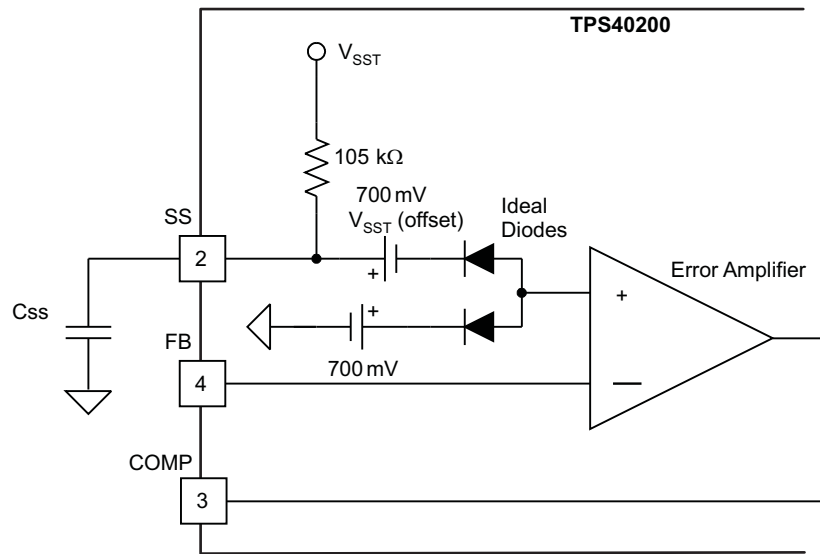 TPS40200
VSST
105 kΩ
700 mV
VSST (offset)
Ideal
Diodes
SS
2
+
Error Amplifier
+
+
Css
FB
700 mV
4
—
COMP
3